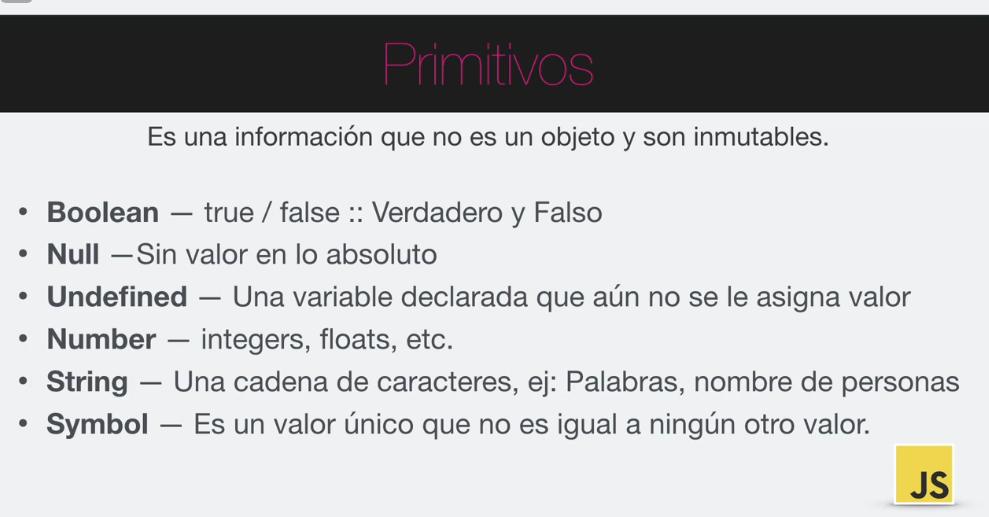 Primitivos
Es una información que no es un objeto y son inmutables.
• Boolean — true / false :: Verdadero y Falso
• Null —Sin valor en lo absoluto
• Undefined — Una variable declarada que aún no se le asigna valor
• Number — integers, floats, etc.
• String — Una cadena de caracteres, ej: Palabras, nombre de personas
• Symbol — Es un valor único que no es igual a ningún otro valor.
JS